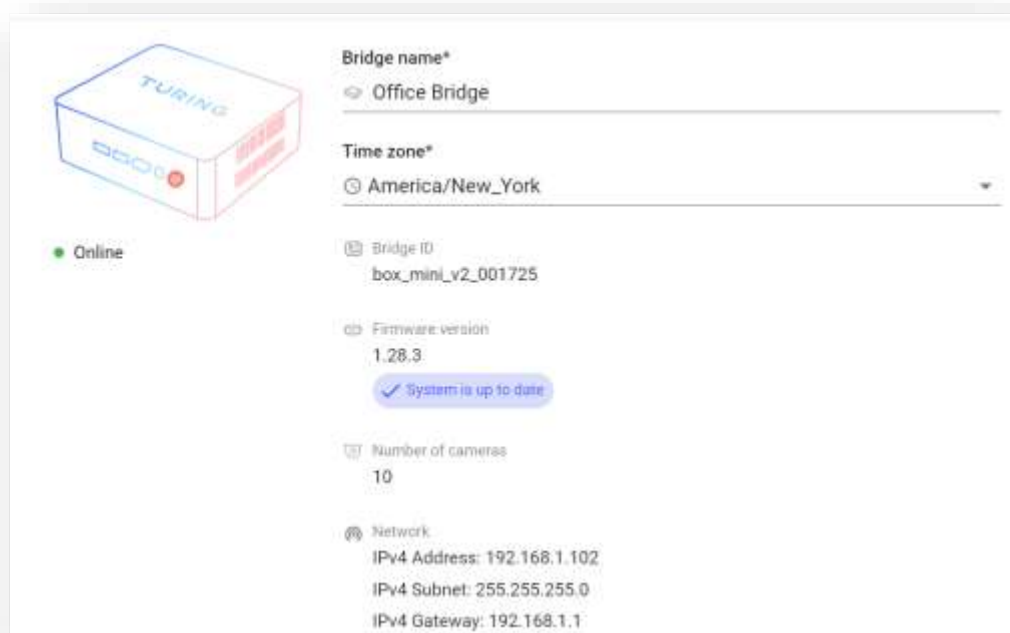 TURING
Online
Bridge name*
Office Bridge
Time zone*
America/New_York
Bridge ID
box_mini_v2_001725
Firmware version
1.28.3
System is up to date
Number of cameras
10
Network
IPv4 Address: 192.168.1.102
IPv4 Subnet: 255.255.255.0
IPv4 Gateway: 192.168.1.1